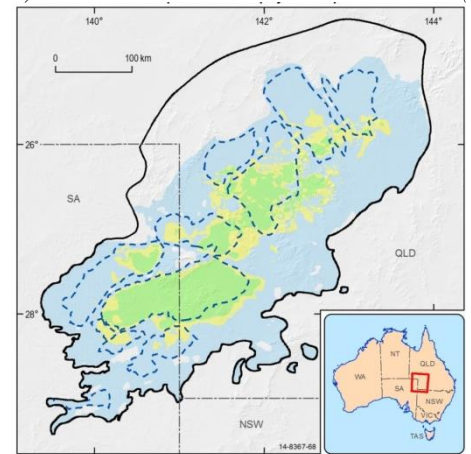 140°
142°
144°
0
100 km
26°
SA
QLD
28°
NSW
14-8367-68
WA
NT
QLD
SA
NSW
VIC
TAS